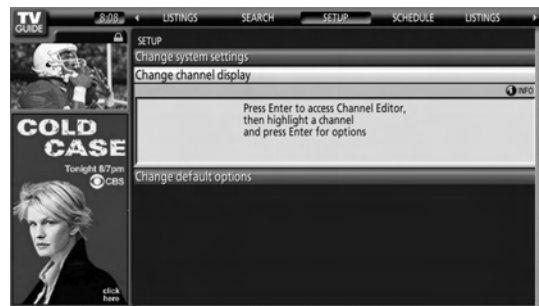 TV
GUIDE
8:08
LISTINGS SEARCH SETUP SCHEDULE LISTINGS
SETUP
Change system settings
Change channel display
i INFO
Press Enter to access Channel Editor,
then highlight a channel
and press Enter for options
Change default options
COLD
CASE
Tonight 8/7pm
CBS
click
here